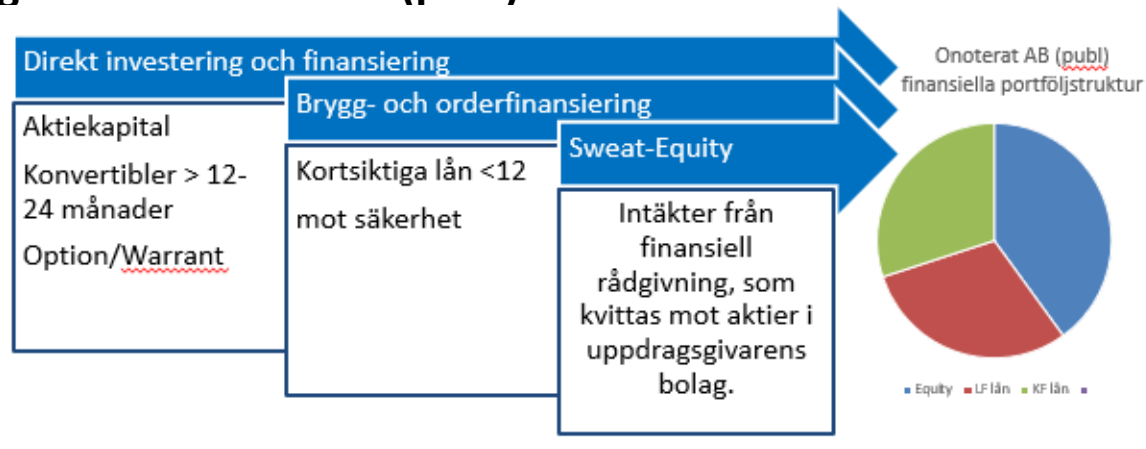 Direkt investering och finansiering
Aktiekapital
Konvertibler > 12-
24 månader
Option/Warrant
Brygg- och orderfinansiering
Kortsiktiga lån <12
mot säkerhet
Sweat-Equity
Intäkter från
finansiell
rådgivning, som
kvittas mot aktier i
uppdragsgivarens
bolag.
Onoterat AB (publ)
finansiella portföljstruktur
Equity LF lån KF lån